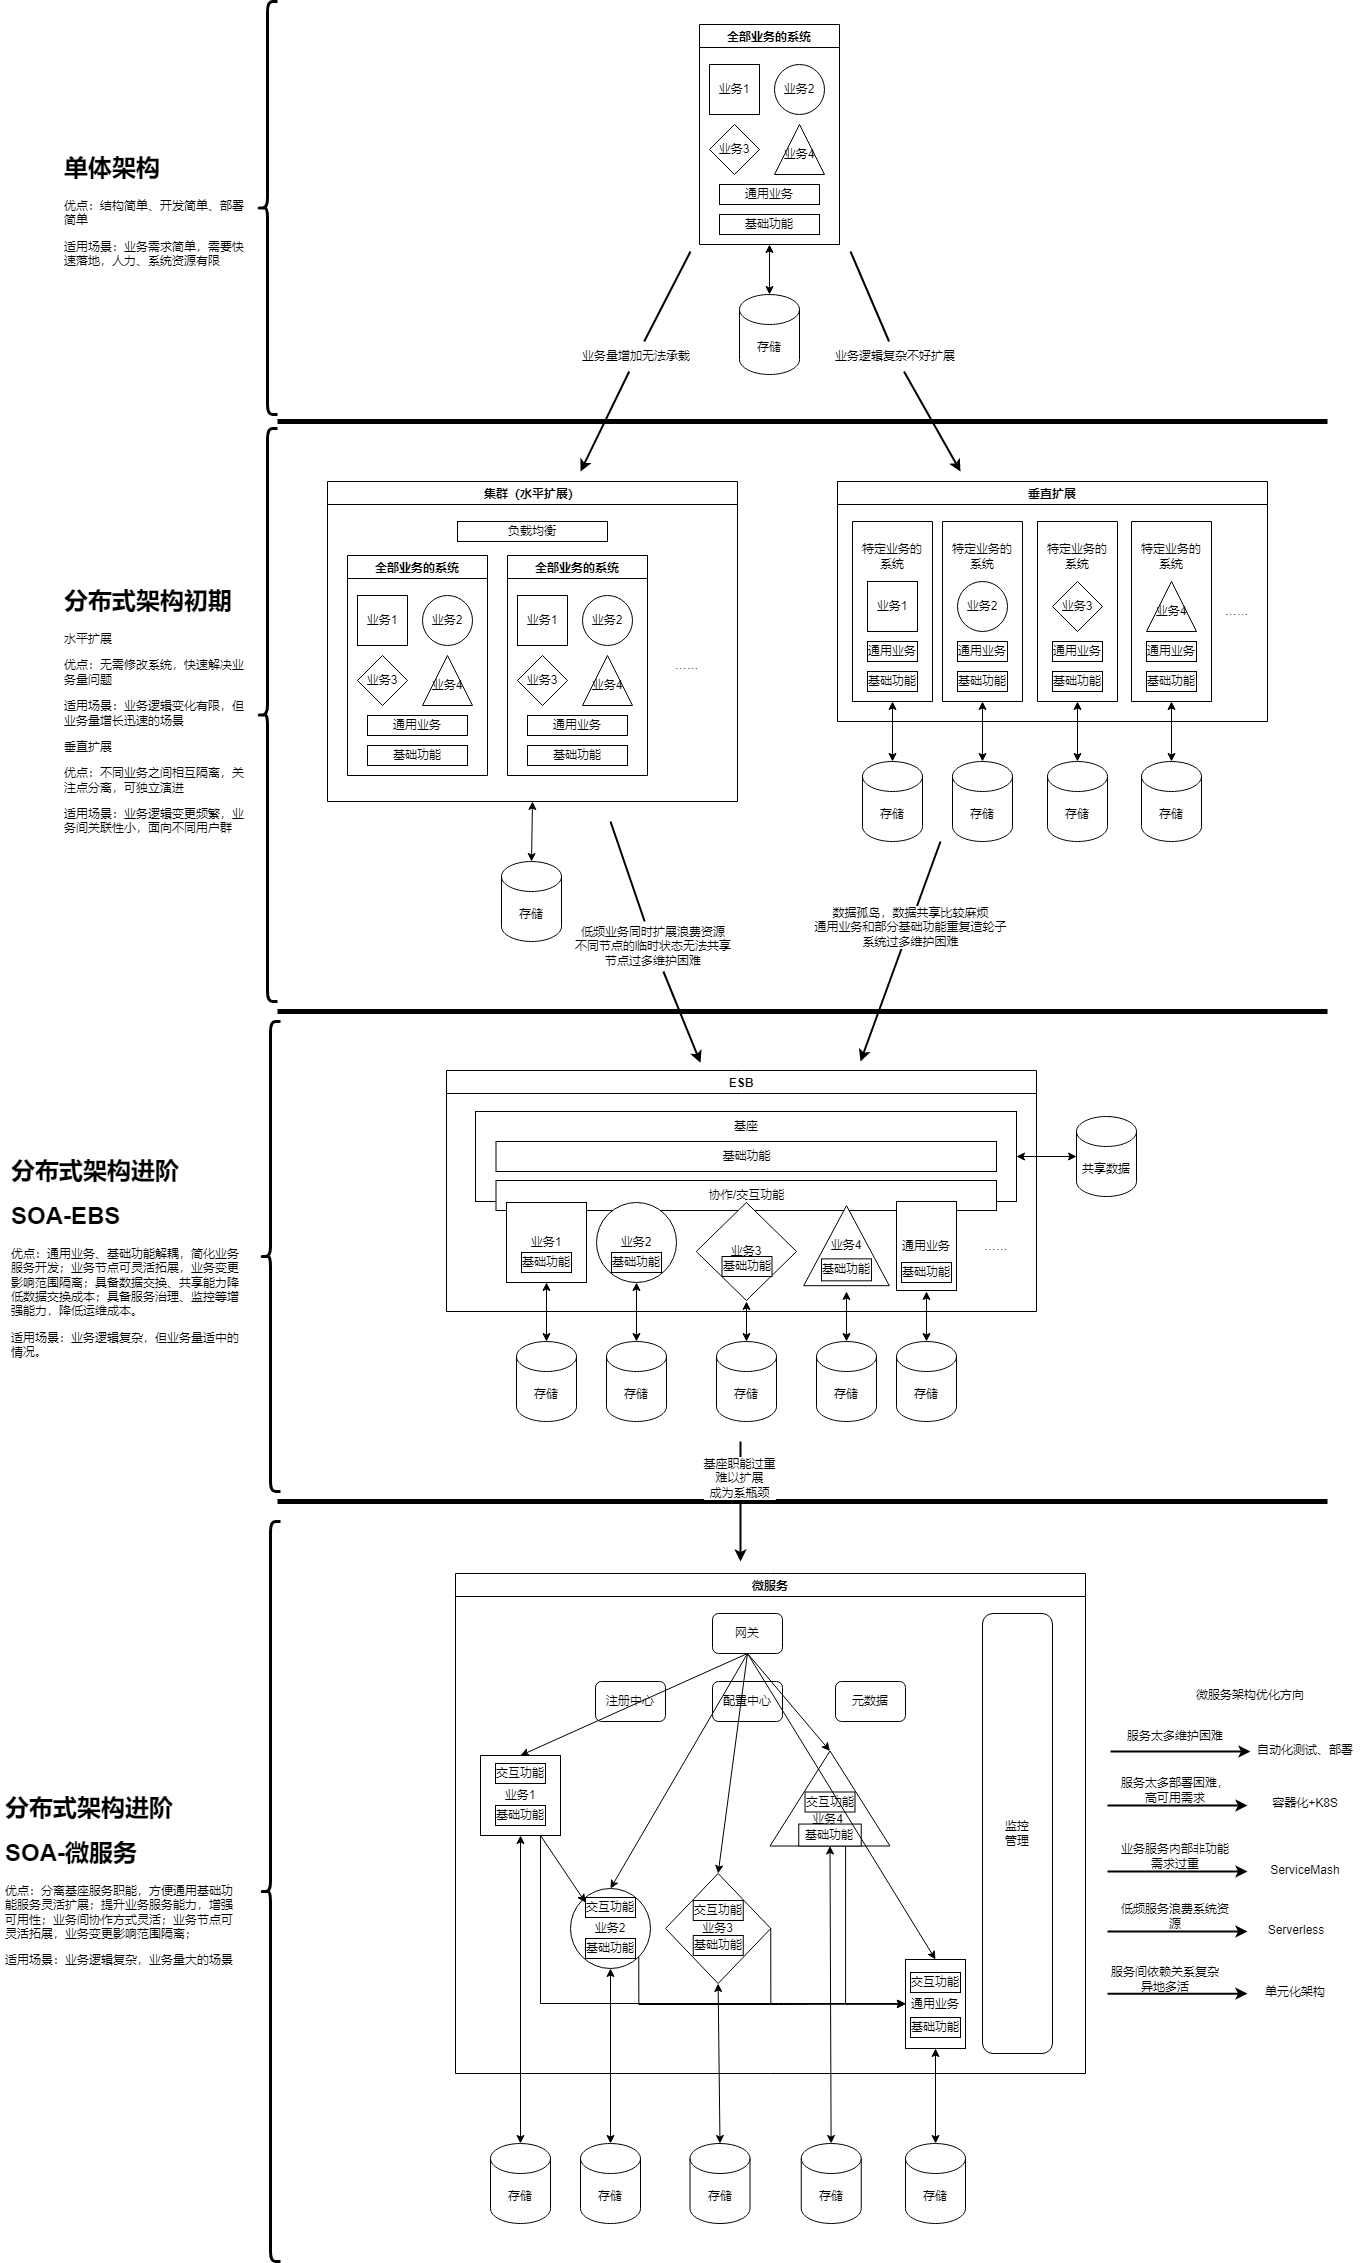 单体架构
优点：结构简单、开发简单、部署
简单
适用场景：业务需求简单，需要快
速落地，人力、系统资源有限
全部业务的系统
业务1
业务2
业务3
业务4
通用业务
基础功能
存储
业务量增加无法承载
业务逻辑复杂不好扩展
分布式架构初期
水平扩展
优点：无需修改系统，快速解决业
务量问题
适用场景：业务逻辑变化有限，但
业务量增长迅速的场景
垂直扩展
优点：不同业务之间相互隔离，关
注点分离，可独立演进
适用场景：业务逻辑变更频繁，业
务间关联性小，面向不同用户群
集群（水平扩展）
负载均衡
全部业务的系统
业务1
业务2
业务3
业务4
通用业务
基础功能
全部业务的系统
业务1
业务2
业务3
业务4
通用业务
基础功能
……
存储
垂直扩展
特定业务的
系统
业务1
通用业务
基础功能
特定业务的
系统
业务2
通用业务
基础功能
特定业务的
系统
业务3
通用业务
基础功能
特定业务的
系统
业务4
通用业务
基础功能
……
存储
存储
存储
存储
低频业务同时扩展浪费资源
不同节点的临时状态无法共享
节点过多维护困难
数据孤岛，数据共享比较麻烦
通用业务和部分基础功能重复造轮子
系统过多维护困难
分布式架构进阶
SOA-EBS
优点：通用业务、基础功能解耦，简化业务
服务开发；业务节点可灵活拓展，业务变更
影响范围隔离；具备数据交换、共享能力降
低数据交换成本；具备服务治理、监控等增
强能力，降低运维成本。
适用场景：业务逻辑复杂，但业务量适中的
情况。
ESB
基座
基础功能
协作/交互功能
共享数据
业务1
基础功能
业务2
基础功能
业务3
基础功能
业务4
基础功能
通用业务
基础功能
……
存储
存储
存储
存储
存储
基座职能过重
难以扩展
成为系瓶颈
分布式架构进阶
SOA-微服务
优点：分离基座服务职能，方便通用基础功
能服务灵活扩展；提升业务服务能力，增强
可用性；业务间协作方式灵活；业务节点可
灵活拓展，业务变更影响范围隔离；
适用场景：业务逻辑复杂，业务量大的场景
微服务
网关
注册中心
配置中心
元数据
交互功能
业务1
基础功能
交互功能
业务2
基础功能
交互功能
业务3
基础功能
交互功能
业务4
基础功能
交互功能
通用业务
基础功能
监控
管理
存储
存储
存储
存储
存储
微服务架构优化方向
服务太多维护困难
自动化测试、部署
服务太多部署困难，
高可用需求
容器化+K8S
业务服务内部非功能
需求过重
ServiceMash
低频服务浪费系统资
源
Serverless
服务间依赖关系复杂
异地多活
单元化架构